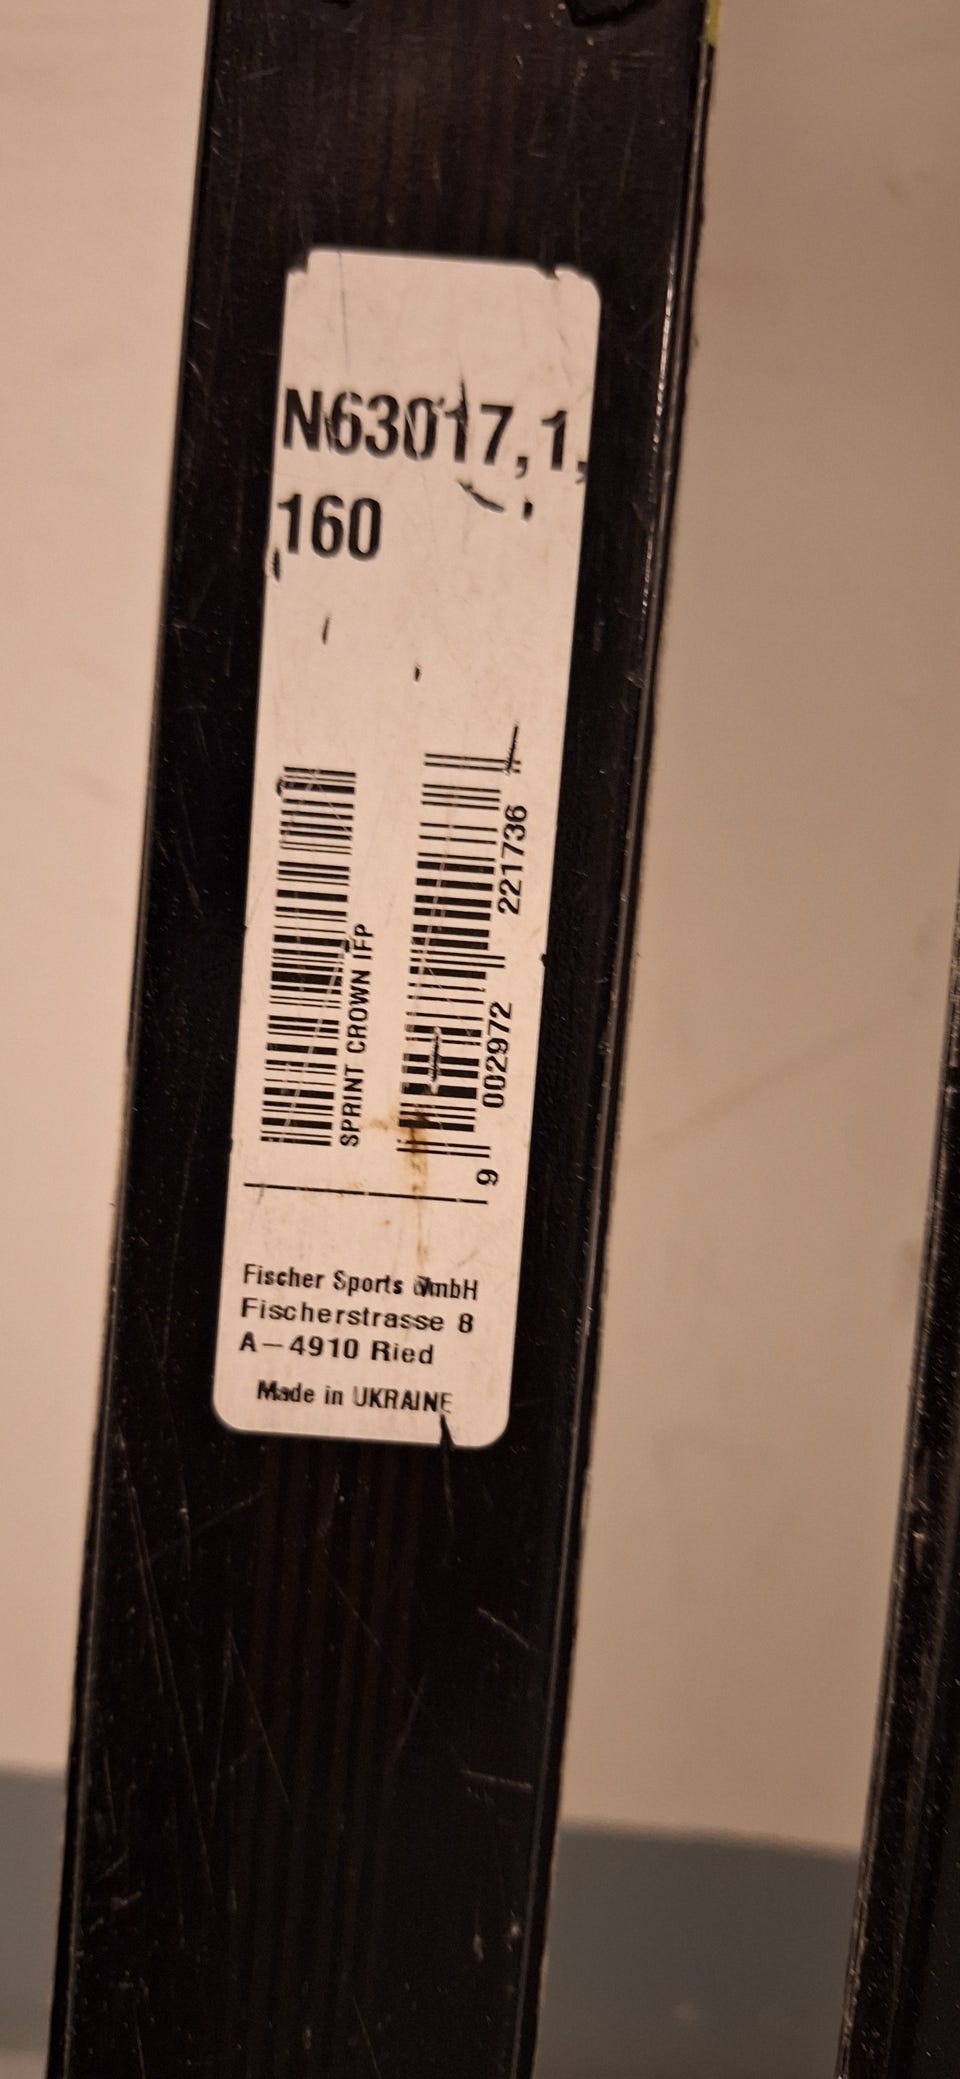 N63017,1,
160
SPRINT CROWN IFP
9 002972 221736
Fischer Sports GmbH
Fischerstrasse 8
A-4910 Ried
Made in UKRAINE